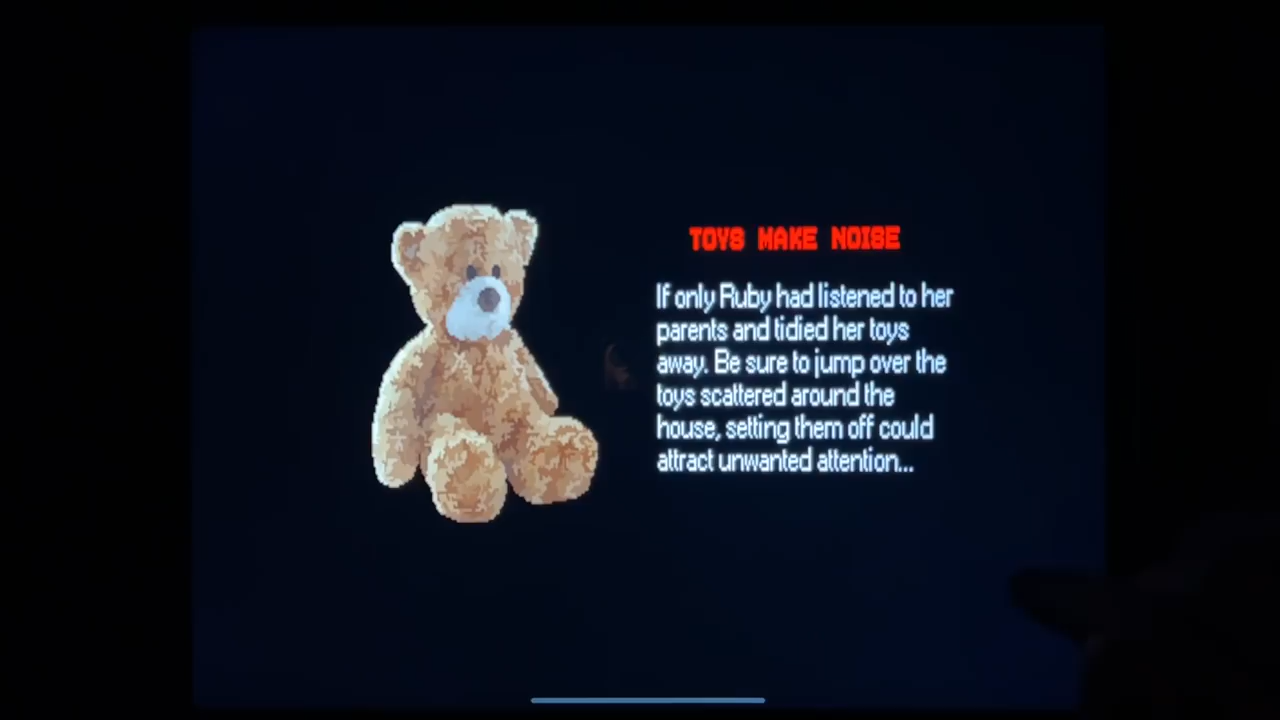 TOYS MAKE NOISE
If only Ruby had listened to her
parents and tidied her toys
away. Be sure to jump over the
toys scattered around the
house, setting them off could
attract unwanted attention...